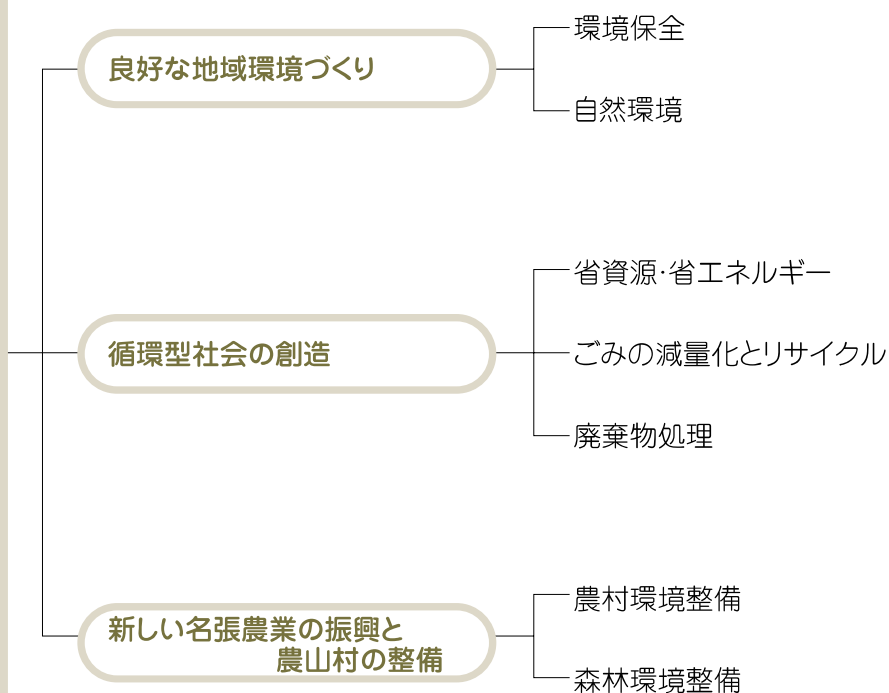 良好な地域環境づくり
環境保全
自然環境
循環型社会の創造
省資源･省エネルギー
ごみの減量化とリサイクル
廃棄物処理
新しい名張農業の振興と
農山村の整備
農村環境整備
森林環境整備